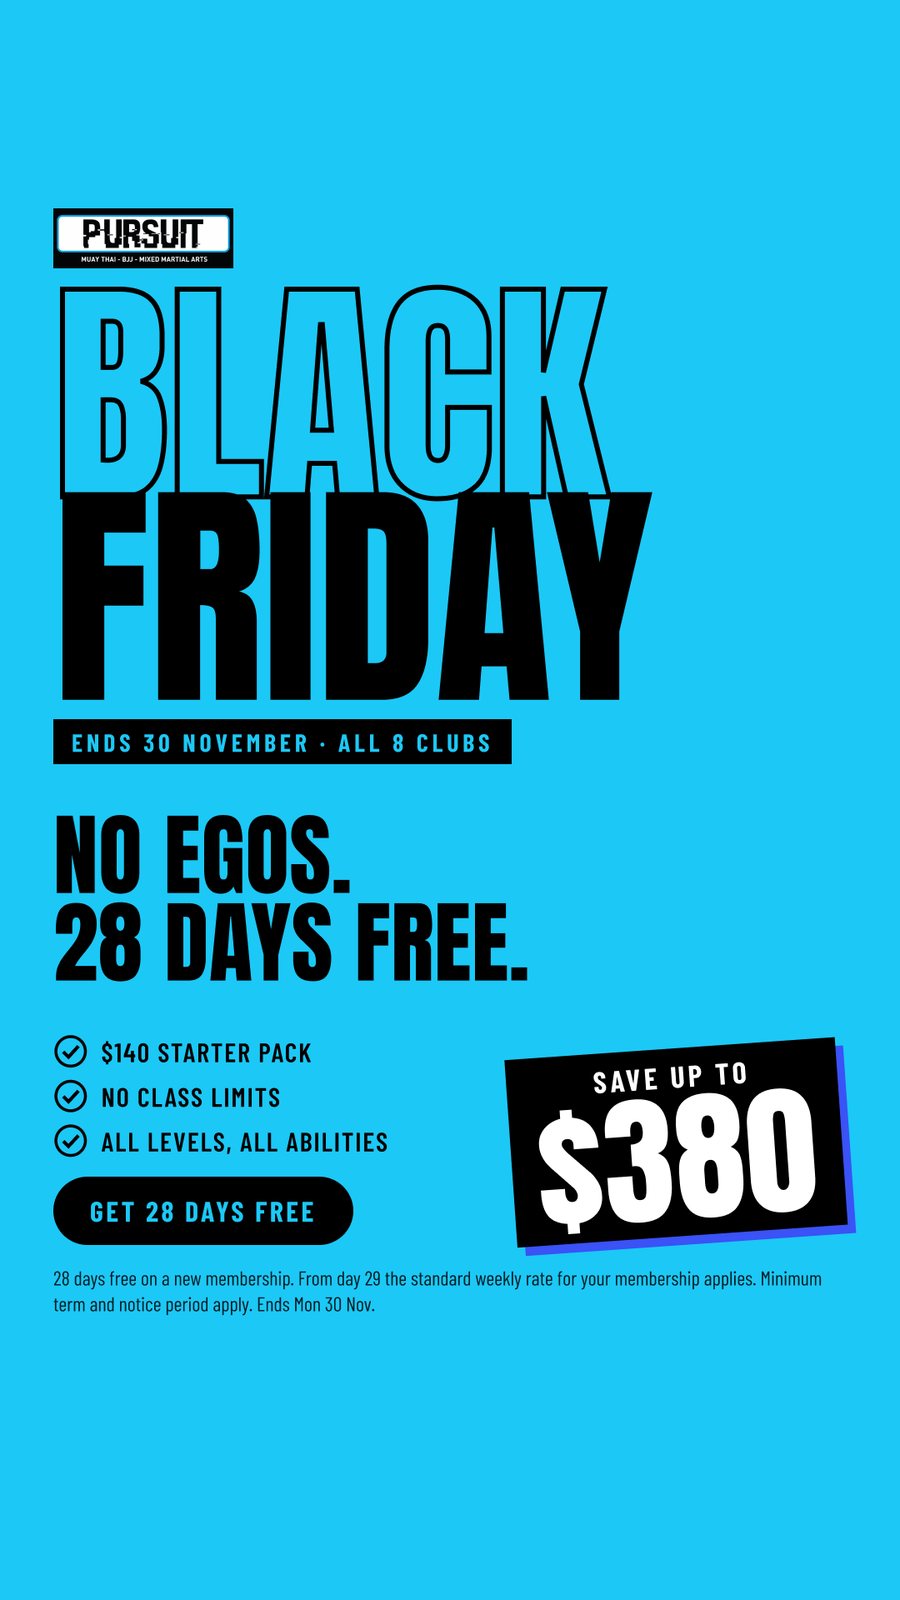 PURSUIT
MUAY THAI - BJJ - MIXED MARTIAL ARTS
BLACK
FRIDAY
ENDS 30 NOVEMBER · ALL 8 CLUBS
NO EGOS.
28 DAYS FREE.
$140 STARTER PACK
NO CLASS LIMITS
ALL LEVELS, ALL ABILITIES
SAVE UP TO
$380
GET 28 DAYS FREE
28 days free on a new membership. From day 29 the standard weekly rate for your membership applies. Minimum
term and notice period apply. Ends Mon 30 Nov.